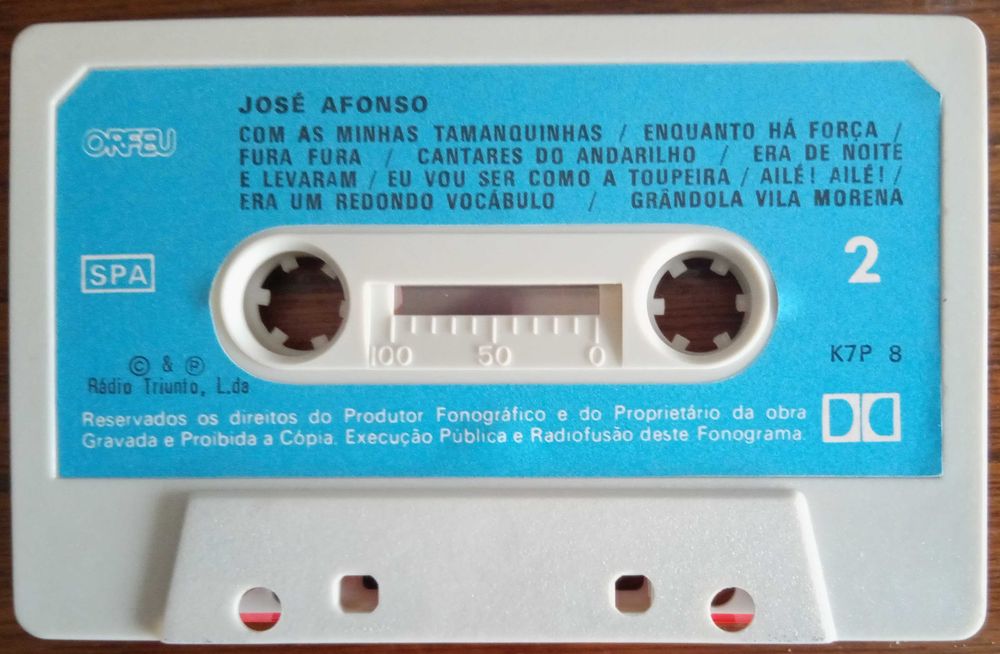 JOSÉ AFONSO
ORFEU
COM AS MINHAS TAMANQUINHAS / ENQUANTO HÁ FORÇA /
FURA FURA / CANTARES DO ANDARILHO / ERA DE NOITE
E LEVARAM / EU VOU SER COMO A TOUPEIRA / AILÉ! AILÉ! /
ERA UM REDONDO VOCÁBULO / GRÂNDOLA VILA MORENA
SPA
2
100 50 0
K7P 8
© & ℗
Rádio Triunfo, L.da
Reservados os direitos do Produtor Fonográfico e do Proprietário da obra
Gravada e Proibida a Cópia. Execução Pública e Radiofusão deste Fonograma.